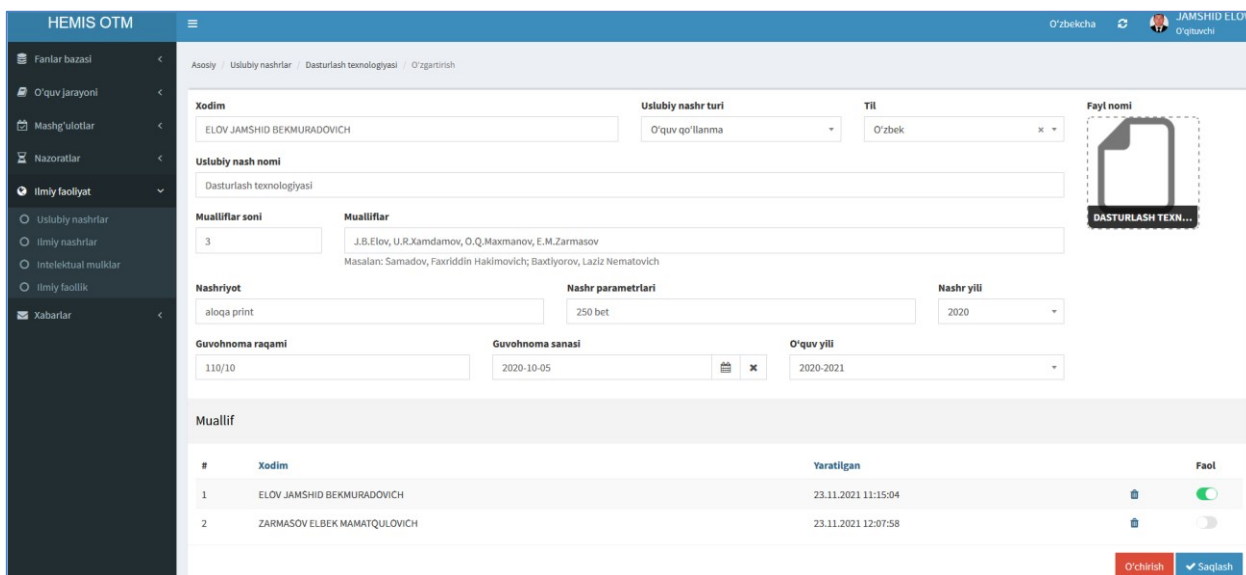 HEMIS OTM
O'zbekcha
JAMSHID ELOV
O'qituvchi
Fanlar bazasi
O'quv jarayoni
Mashg'ulotlar
Nazoratlar
Ilmiy faoliyat
Uslubiy nashrlar
Ilmiy nashrlar
Intelektual mulklar
Ilmiy faollik
Xabarlar
Asosiy / Uslubiy nashrlar / Dasturlash texnologiyasi / O'zgartirish
Xodim
ELOV JAMSHID BEKMURADOVICH
Uslubiy nashr turi
O'quv qo'llanma
Til
O'zbek
Fayl nomi
DASTURLASH TEXN...
Uslubiy nash nomi
Dasturlash texnologiyasi
Mualliflar soni
3
Mualliflar
J.B.Elov, U.R.Xamdamov, O.Q.Maxmanov, E.M.Zarmasov
Masalan: Samadov, Faxriddin Hakimovich; Baxtiyorov, Laziz Nematovich
Nashriyot
aloqa print
Nashr parametrlari
250 bet
Nashr yili
2020
Guvohnoma raqami
110/10
Guvohnoma sanasi
2020-10-05
O'quv yili
2020-2021
Muallif
# Xodim Yaratilgan Faol
1 ELOV JAMSHID BEKMURADOVICH 23.11.2021 11:15:04
2 ZARMASOV ELBEK MAMATQULOVICH 23.11.2021 12:07:58
O'chirish Saqlash